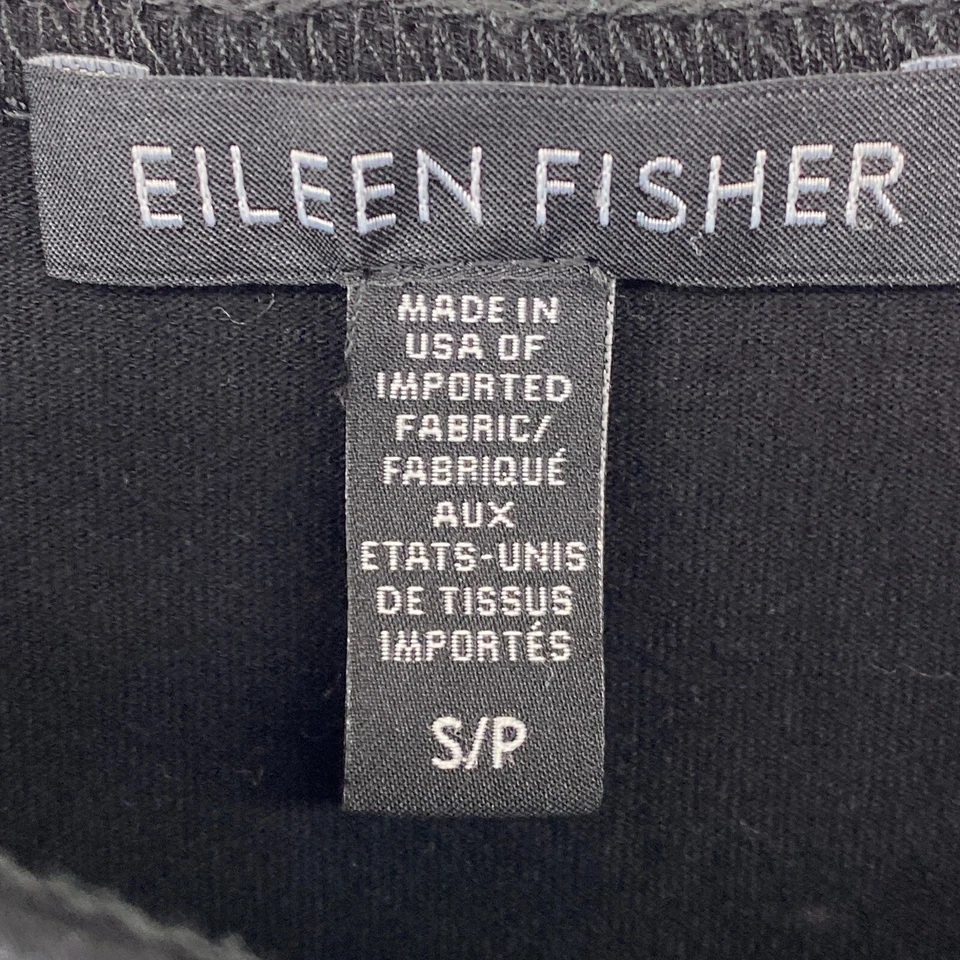 EILEEN FISHER
MADE IN
USA OF
IMPORTED
FABRIC/
FABRIQUÉ
AUX
ETATS-UNIS
DE TISSUS
IMPORTÉS
S/P